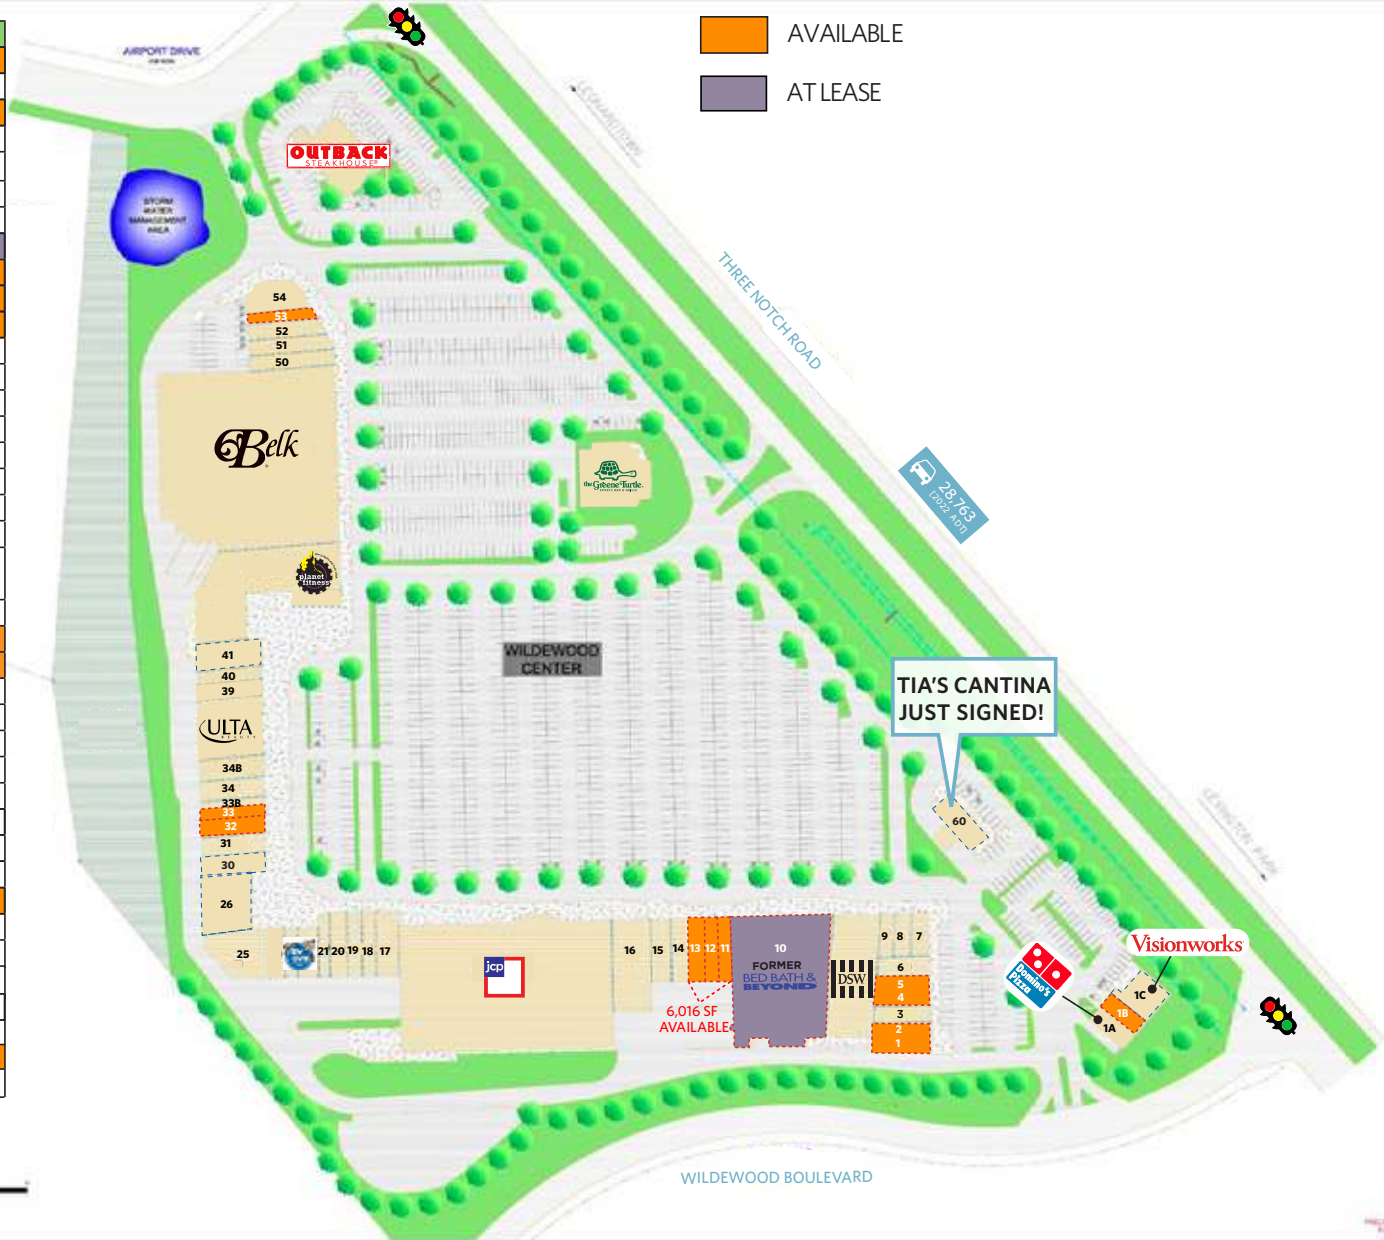 AVAILABLE
AT LEASE
AIRPORT DRIVE
LEONARDTOWN
OUTBACK
STEAKHOUSE
STORM
WATER
MANAGEMENT
AREA
THREE NOTCH ROAD
54
53
52
51
50
Belk
the Greene Turtle
28,763
(2022 ADT)
planet
fitness
WILDEWOOD
CENTER
41
40
39
ULTA
BEAUTY
34B
34
33B
33
32
31
30
26
25
TIA'S CANTINA
JUST SIGNED!
60
LEXINGTON PARK
21 20 19 18 17
jcp
16 15 14 13 12 11
6,016 SF
AVAILABLE
10
FORMER
BED BATH &
BEYOND
DSW
9 8 7
6
5
4
3
2
1
Domino's
Pizza
Visionworks
1C
1B
1A
WILDEWOOD BOULEVARD